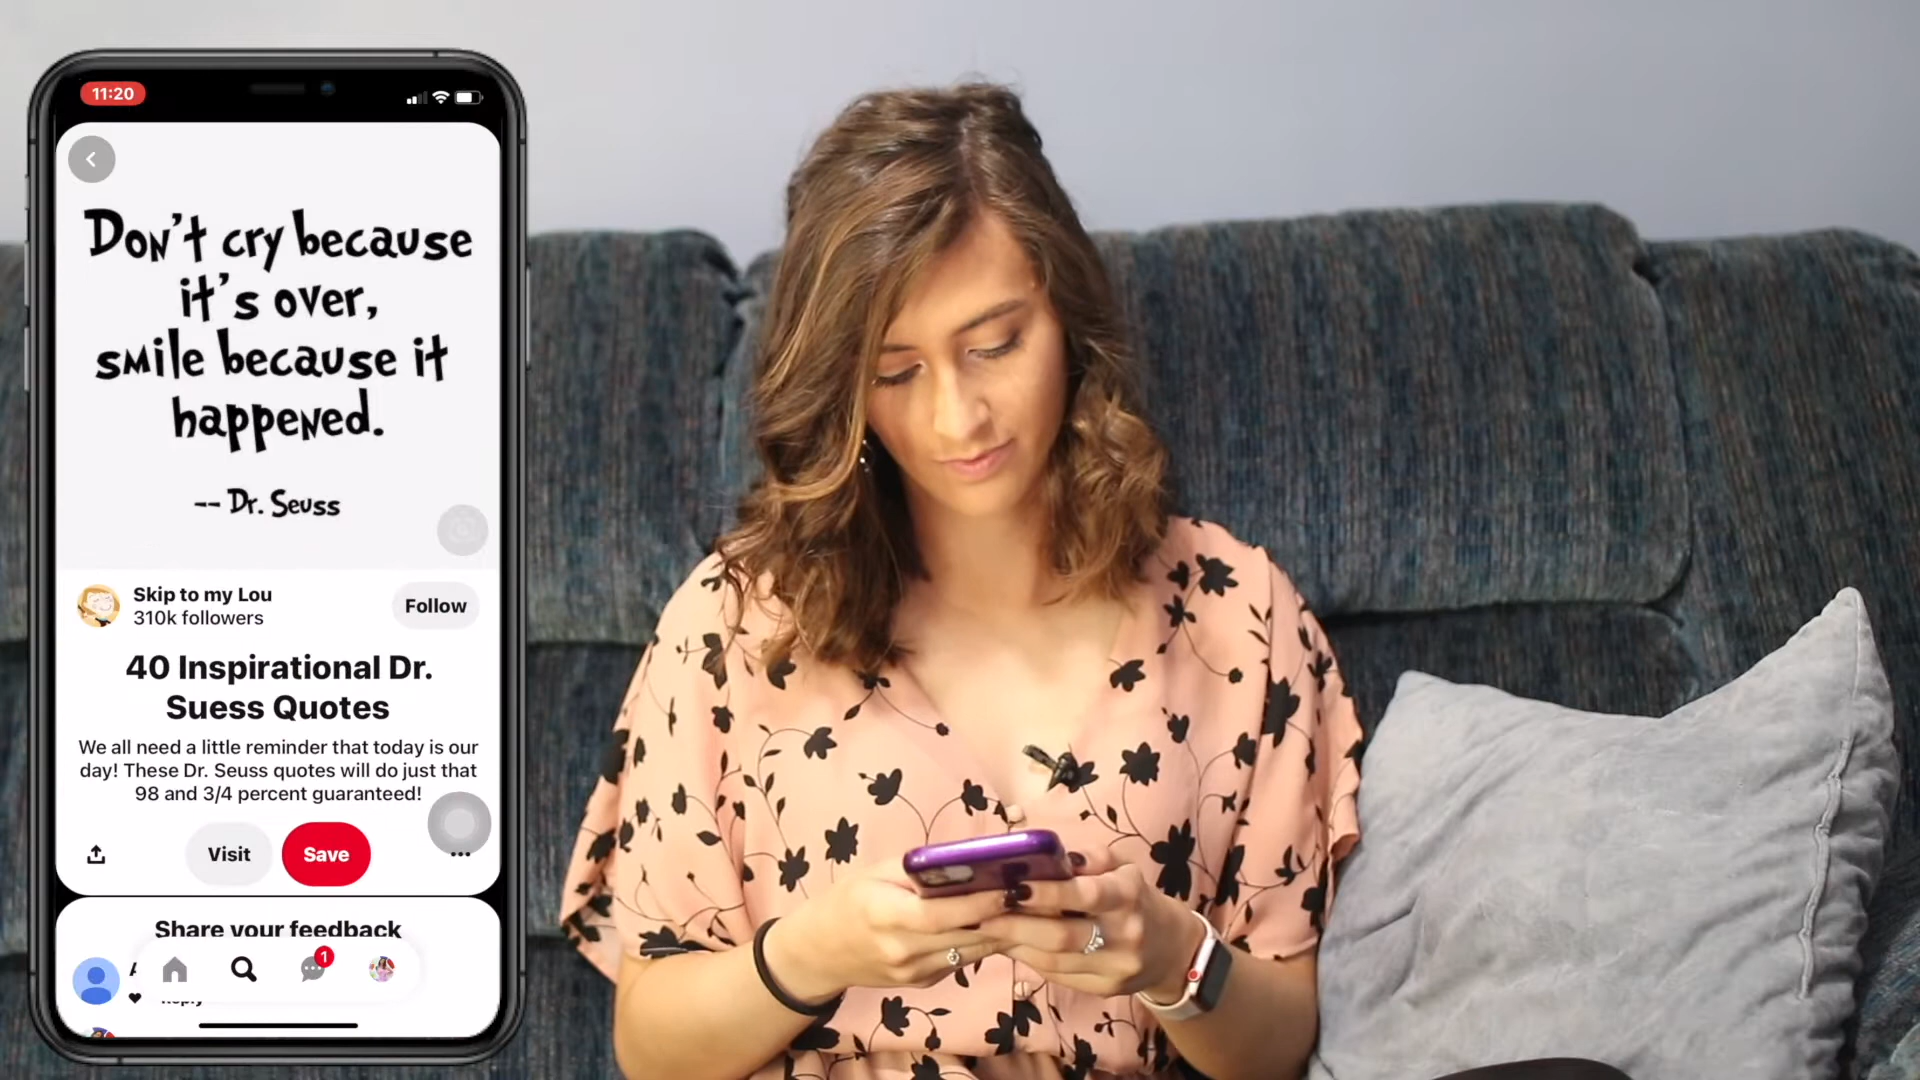 11:20
Don't cry because
it's over,
smile because it
happened.
-- Dr. Seuss
Skip to my Lou
310k followers
Follow
40 Inspirational Dr.
Suess Quotes
We all need a little reminder that today is our
day! These Dr. Seuss quotes will do just that
98 and 3/4 percent guaranteed!
Visit
Save
Share your feedback
1
Reply